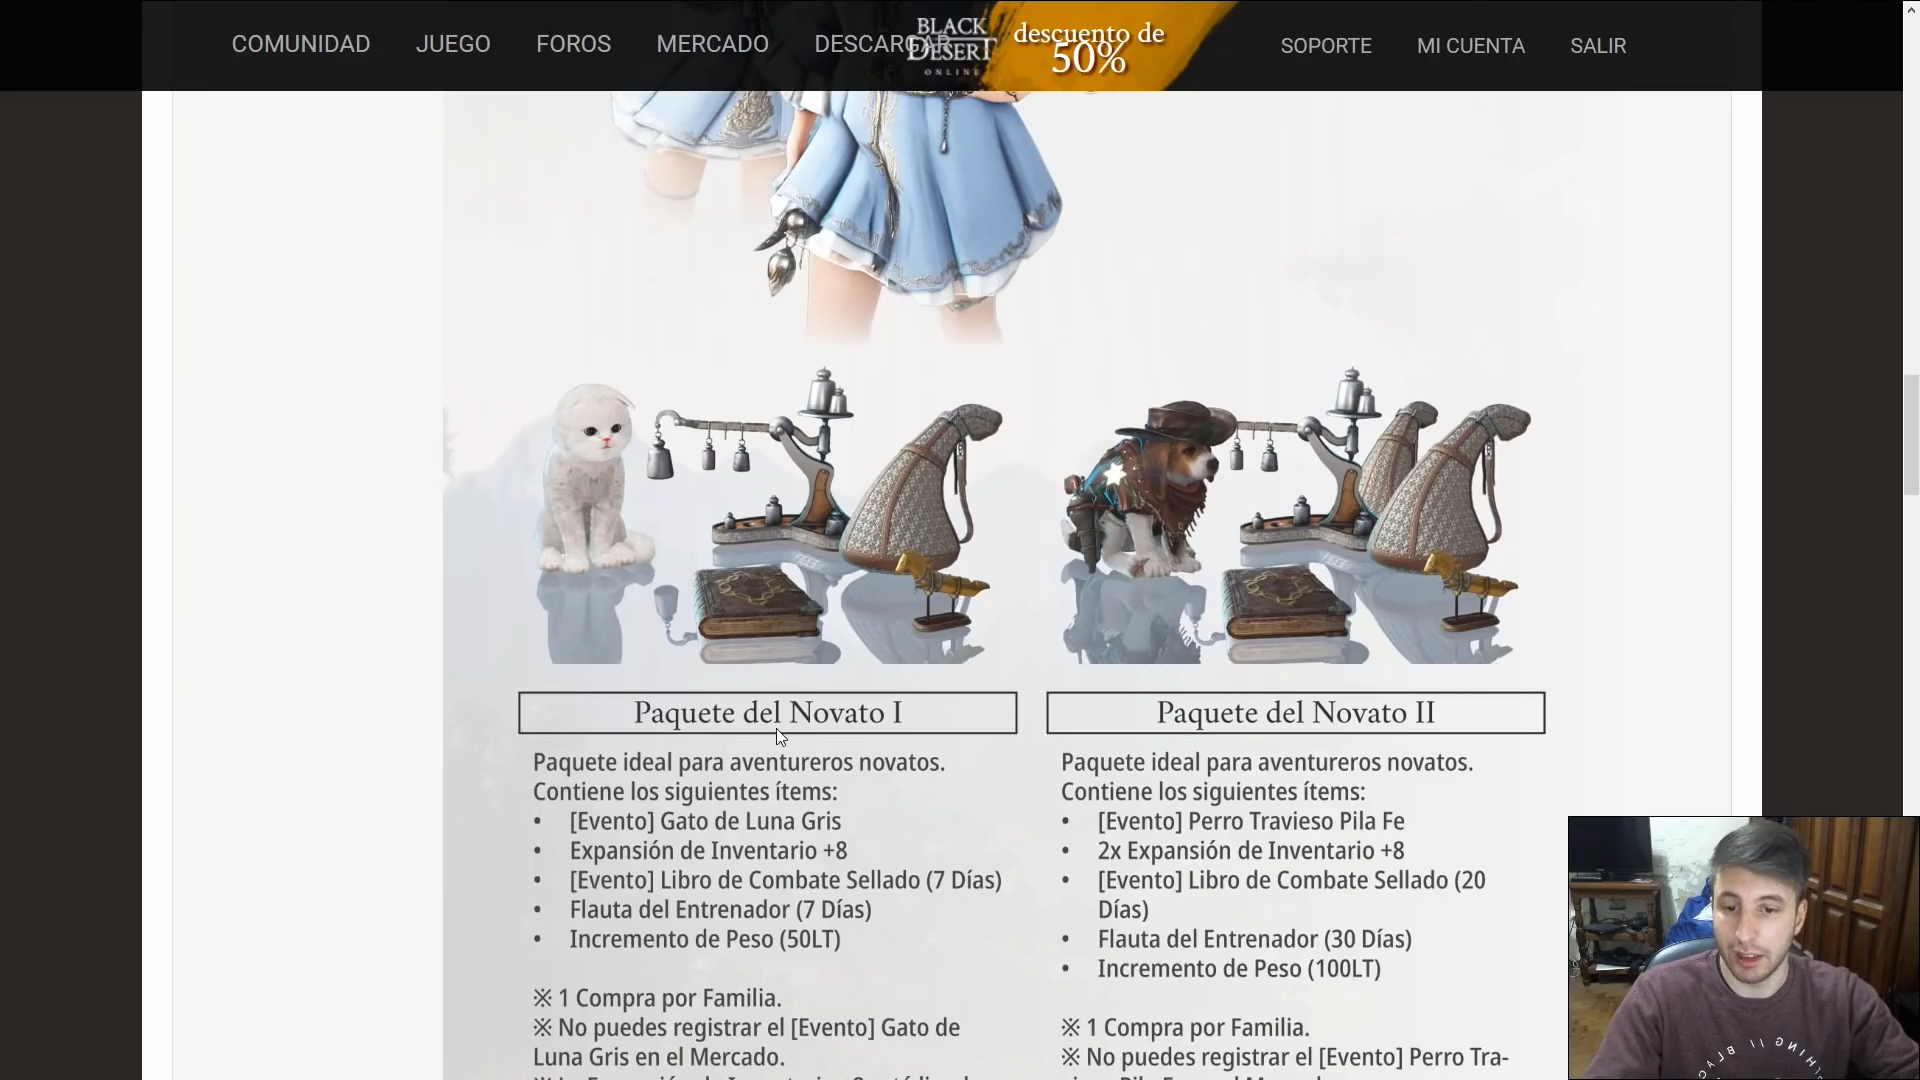 COMUNIDAD JUEGO FOROS MERCADO DESCARGAR
BLACK
DESERT
ONLINE
descuento de
50%
SOPORTE MI CUENTA SALIR
Paquete del Novato I
Paquete ideal para aventureros novatos.
Contiene los siguientes ítems:
• [Evento] Gato de Luna Gris
• Expansión de Inventario +8
• [Evento] Libro de Combate Sellado (7 Días)
• Flauta del Entrenador (7 Días)
• Incremento de Peso (50LT)
※ 1 Compra por Familia.
※ No puedes registrar el [Evento] Gato de
Luna Gris en el Mercado.
Paquete del Novato II
Paquete ideal para aventureros novatos.
Contiene los siguientes ítems:
• [Evento] Perro Travieso Pila Fe
• 2x Expansión de Inventario +8
• [Evento] Libro de Combate Sellado (20
Días)
• Flauta del Entrenador (30 Días)
• Incremento de Peso (100LT)
※ 1 Compra por Familia.
※ No puedes registrar el [Evento] Perro Tra-